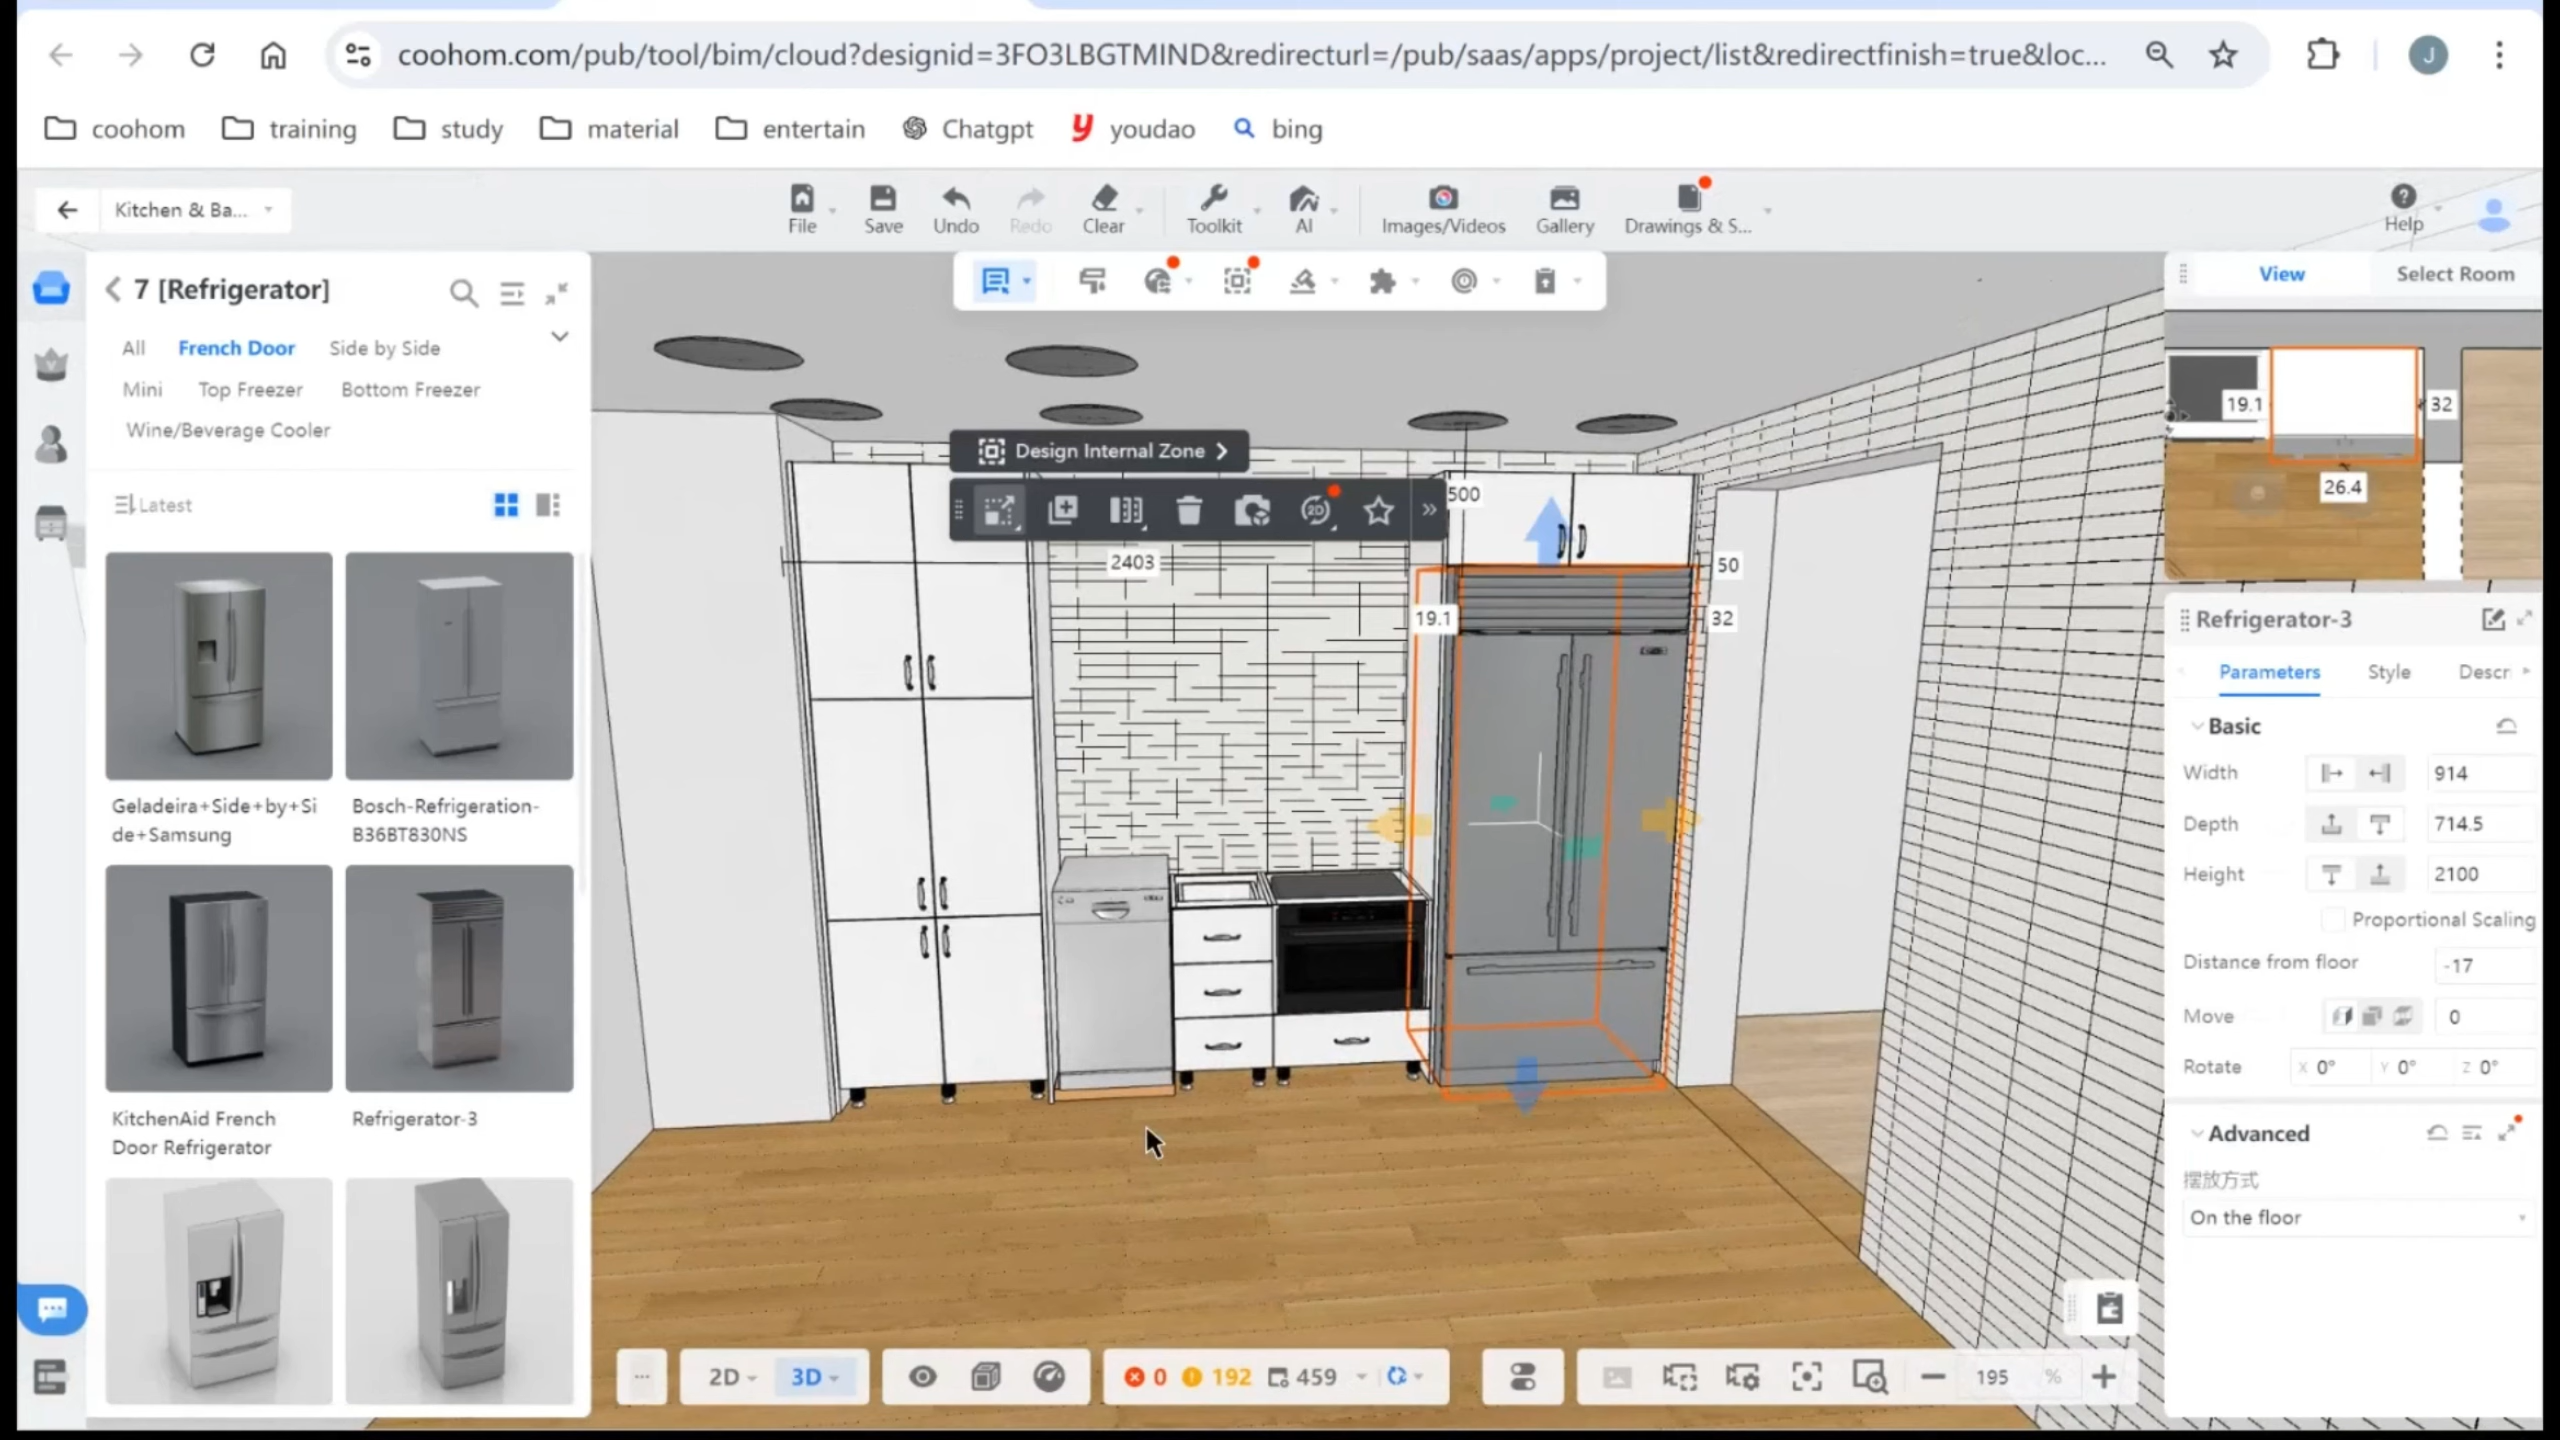 coohom.com/pub/tool/bim/cloud?designid=3FO3LBGTMIND&redirecturl=/pub/saas/apps/project/list&redirectfinish=true&loc...
J
coohom
training
study
material
entertain
Chatgpt
youdao
bing
Kitchen & Ba...
File
Save
Undo
Redo
Clear
Toolkit
AI
Images/Videos
Gallery
Drawings & S...
Help
7 [Refrigerator]
All
French Door
Side by Side
Mini
Top Freezer
Bottom Freezer
Wine/Beverage Cooler
Latest
Geladeira+Side+by+Si
de+Samsung
Bosch-Refrigeration-
B36BT830NS
KitchenAid French
Door Refrigerator
Refrigerator-3
Design Internal Zone
2D
500
2403
50
19.1
32
View
Select Room
19.1
32
26.4
Refrigerator-3
Parameters
Style
Descr
Basic
Width
914
Depth
714.5
Height
2100
Proportional Scaling
Distance from floor
-17
Move
0
Rotate
X 0°
Y 0°
Z 0°
Advanced
摆放方式
On the floor
2D
3D
0
192
459
195
%